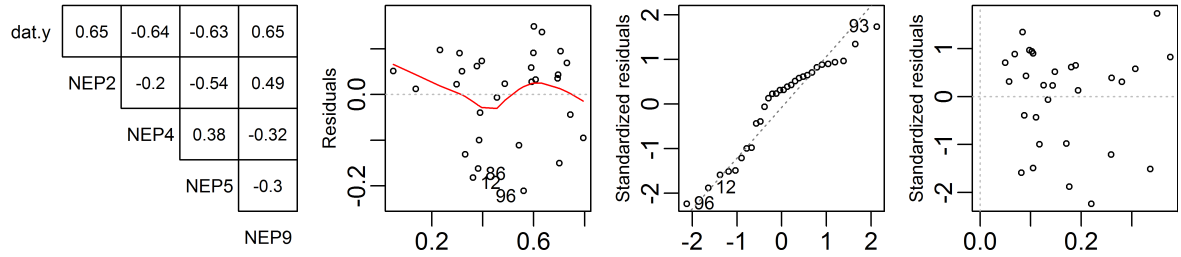 dat.y 0.65 -0.64 -0.63 0.65
NEP2 -0.2 -0.54 0.49
NEP4 0.38 -0.32
NEP5 -0.3
NEP9
Residuals
0.0
-0.2
86
12
96
0.2 0.6
Standardized residuals
2
1
0
-1
-2
93
12
96
-2 -1 0 1 2
Standardized residuals
1
0
-1
-2
0.0 0.2